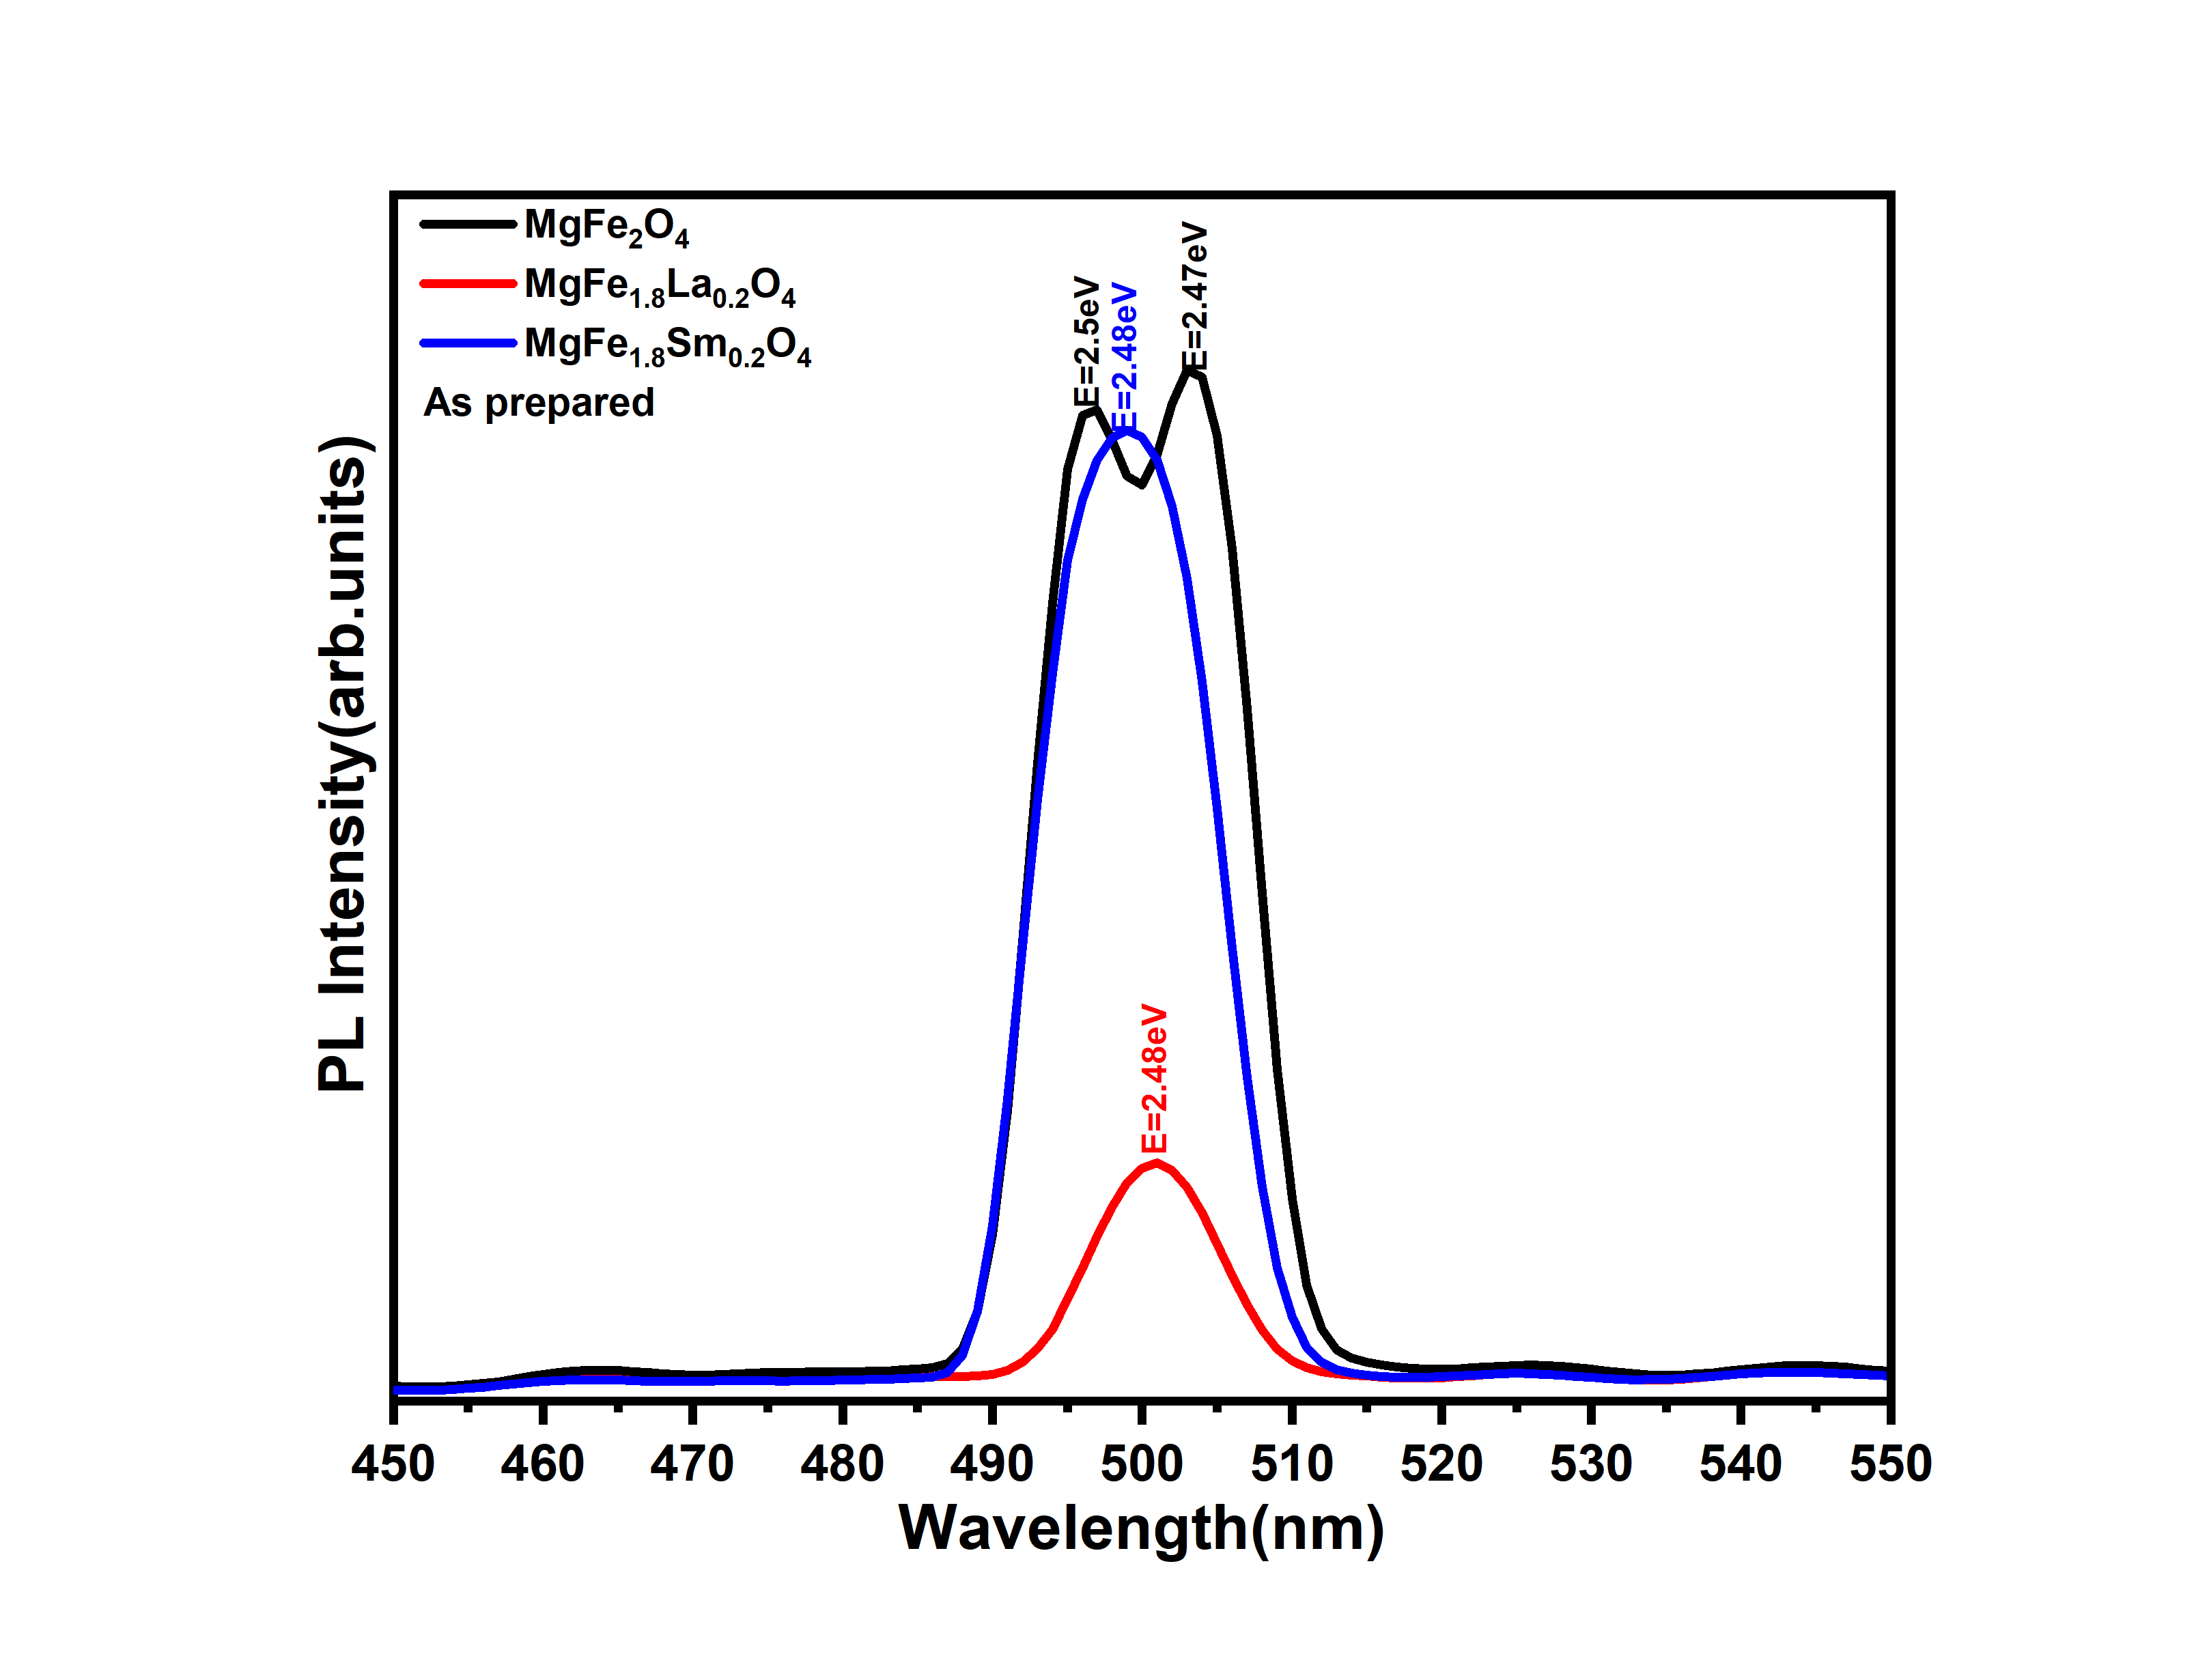 MgFe2O4
MgFe1.8La0.2O4
MgFe1.8Sm0.2O4
As prepared
E=2.5eV
E=2.48eV
E=2.47eV
E=2.48eV
PL Intensity(arb.units)
450 460 470 480 490 500 510 520 530 540 550
Wavelength(nm)